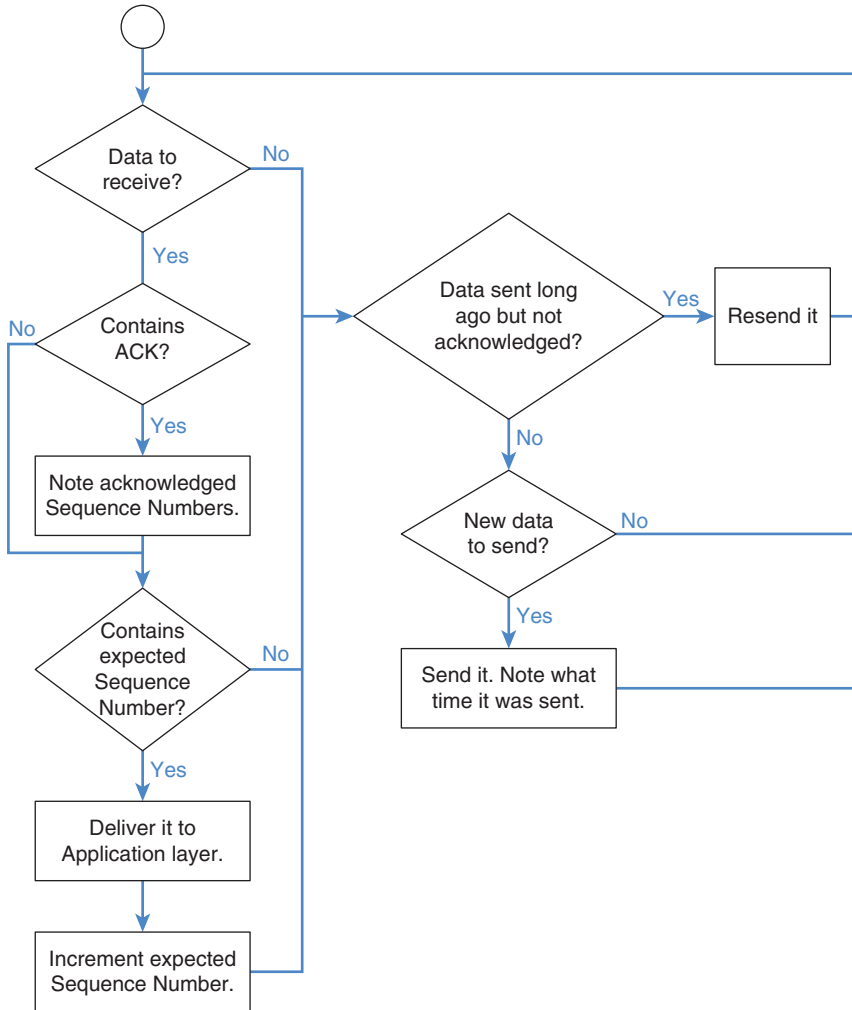 Data to
receive?
No
Yes
Contains
ACK?
No
Yes
Note acknowledged
Sequence Numbers.
Contains
expected
Sequence
Number?
No
Yes
Deliver it to
Application layer.
Increment expected
Sequence Number.
Data sent long
ago but not
acknowledged?
Yes
Resend it
No
New data
to send?
No
Yes
Send it. Note what
time it was sent.